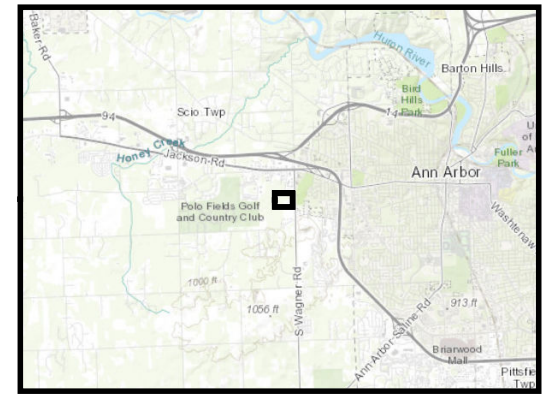 Baker Rd
Huron River
Barton Hills
Bird
Hills
Park
94
Scio Twp
14
Honey Creek
Jackson Rd
U
of
A
Fuller
Park
Ann Arbor
Polo Fields Golf
and Country Club
Washtenaw
1000 ft
1056 ft
S Wagner Rd
913 ft
Ann Arbor Saline Rd
Briarwood
Mall
Pittsfie
Twp